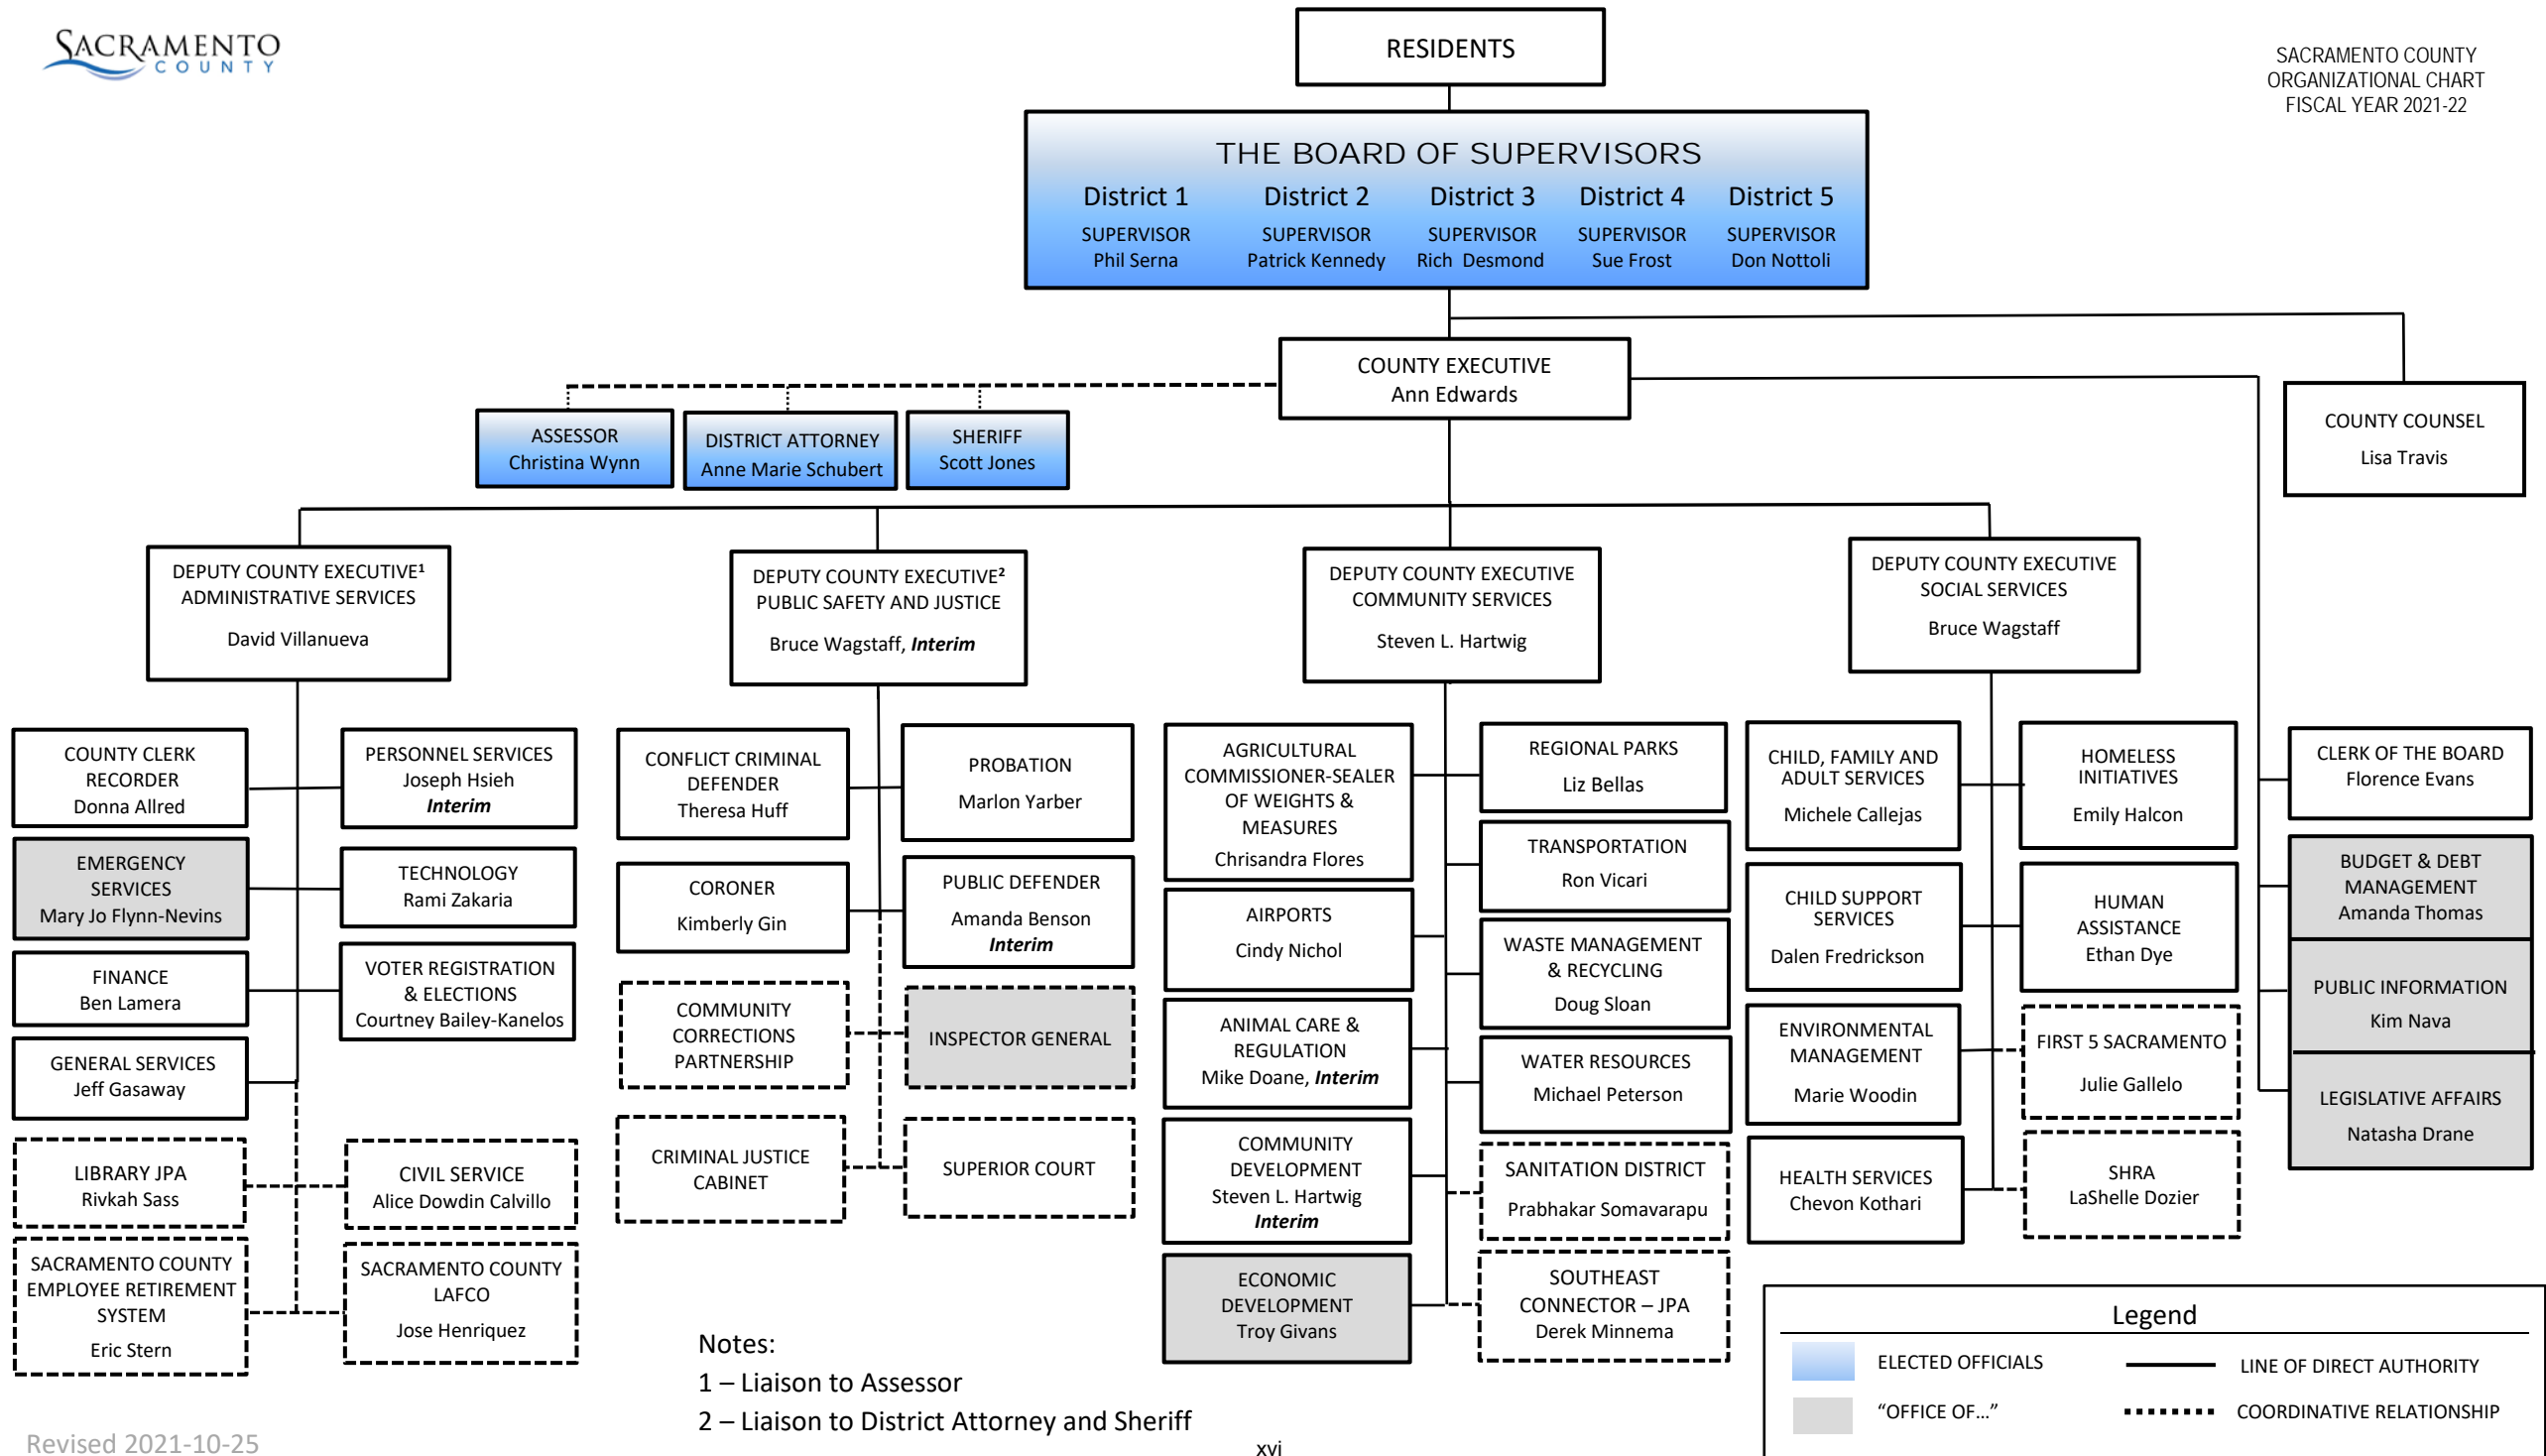 SACRAMENTO
COUNTY
RESIDENTS
SACRAMENTO COUNTY
ORGANIZATIONAL CHART
FISCAL YEAR 2021-22
THE BOARD OF SUPERVISORS
District 1
SUPERVISOR
Phil Serna
District 2
SUPERVISOR
Patrick Kennedy
District 3
SUPERVISOR
Rich Desmond
District 4
SUPERVISOR
Sue Frost
District 5
SUPERVISOR
Don Nottoli
COUNTY EXECUTIVE
Ann Edwards
COUNTY COUNSEL
Lisa Travis
ASSESSOR
Christina Wynn
DISTRICT ATTORNEY
Anne Marie Schubert
SHERIFF
Scott Jones
DEPUTY COUNTY EXECUTIVE¹
ADMINISTRATIVE SERVICES
David Villanueva
DEPUTY COUNTY EXECUTIVE²
PUBLIC SAFETY AND JUSTICE
Bruce Wagstaff, Interim
DEPUTY COUNTY EXECUTIVE
COMMUNITY SERVICES
Steven L. Hartwig
DEPUTY COUNTY EXECUTIVE
SOCIAL SERVICES
Bruce Wagstaff
COUNTY CLERK
RECORDER
Donna Allred
PERSONNEL SERVICES
Joseph Hsieh
Interim
EMERGENCY
SERVICES
Mary Jo Flynn-Nevins
TECHNOLOGY
Rami Zakaria
FINANCE
Ben Lamera
VOTER REGISTRATION
& ELECTIONS
Courtney Bailey-Kanelos
GENERAL SERVICES
Jeff Gasaway
LIBRARY JPA
Rivkah Sass
CIVIL SERVICE
Alice Dowdin Calvillo
SACRAMENTO COUNTY
EMPLOYEE RETIREMENT
SYSTEM
Eric Stern
SACRAMENTO COUNTY
LAFCO
Jose Henriquez
CONFLICT CRIMINAL
DEFENDER
Theresa Huff
PROBATION
Marlon Yarber
CORONER
Kimberly Gin
PUBLIC DEFENDER
Amanda Benson
Interim
COMMUNITY
CORRECTIONS
PARTNERSHIP
INSPECTOR GENERAL
CRIMINAL JUSTICE
CABINET
SUPERIOR COURT
AGRICULTURAL
COMMISSIONER-SEALER
OF WEIGHTS &
MEASURES
Chrisandra Flores
REGIONAL PARKS
Liz Bellas
TRANSPORTATION
Ron Vicari
AIRPORTS
Cindy Nichol
WASTE MANAGEMENT
& RECYCLING
Doug Sloan
ANIMAL CARE &
REGULATION
Mike Doane, Interim
WATER RESOURCES
Michael Peterson
COMMUNITY
DEVELOPMENT
Steven L. Hartwig
Interim
SANITATION DISTRICT
Prabhakar Somavarapu
ECONOMIC
DEVELOPMENT
Troy Givans
SOUTHEAST
CONNECTOR – JPA
Derek Minnema
CHILD, FAMILY AND
ADULT SERVICES
Michele Callejas
HOMELESS
INITIATIVES
Emily Halcon
CHILD SUPPORT
SERVICES
Dalen Fredrickson
HUMAN
ASSISTANCE
Ethan Dye
ENVIRONMENTAL
MANAGEMENT
Marie Woodin
FIRST 5 SACRAMENTO
Julie Gallelo
HEALTH SERVICES
Chevon Kothari
SHRA
LaShelle Dozier
CLERK OF THE BOARD
Florence Evans
BUDGET & DEBT
MANAGEMENT
Amanda Thomas
PUBLIC INFORMATION
Kim Nava
LEGISLATIVE AFFAIRS
Natasha Drane
Notes:
1 – Liaison to Assessor
2 – Liaison to District Attorney and Sheriff
Legend
ELECTED OFFICIALS
LINE OF DIRECT AUTHORITY
“OFFICE OF…”
COORDINATIVE RELATIONSHIP
Revised 2021-10-25
xvi